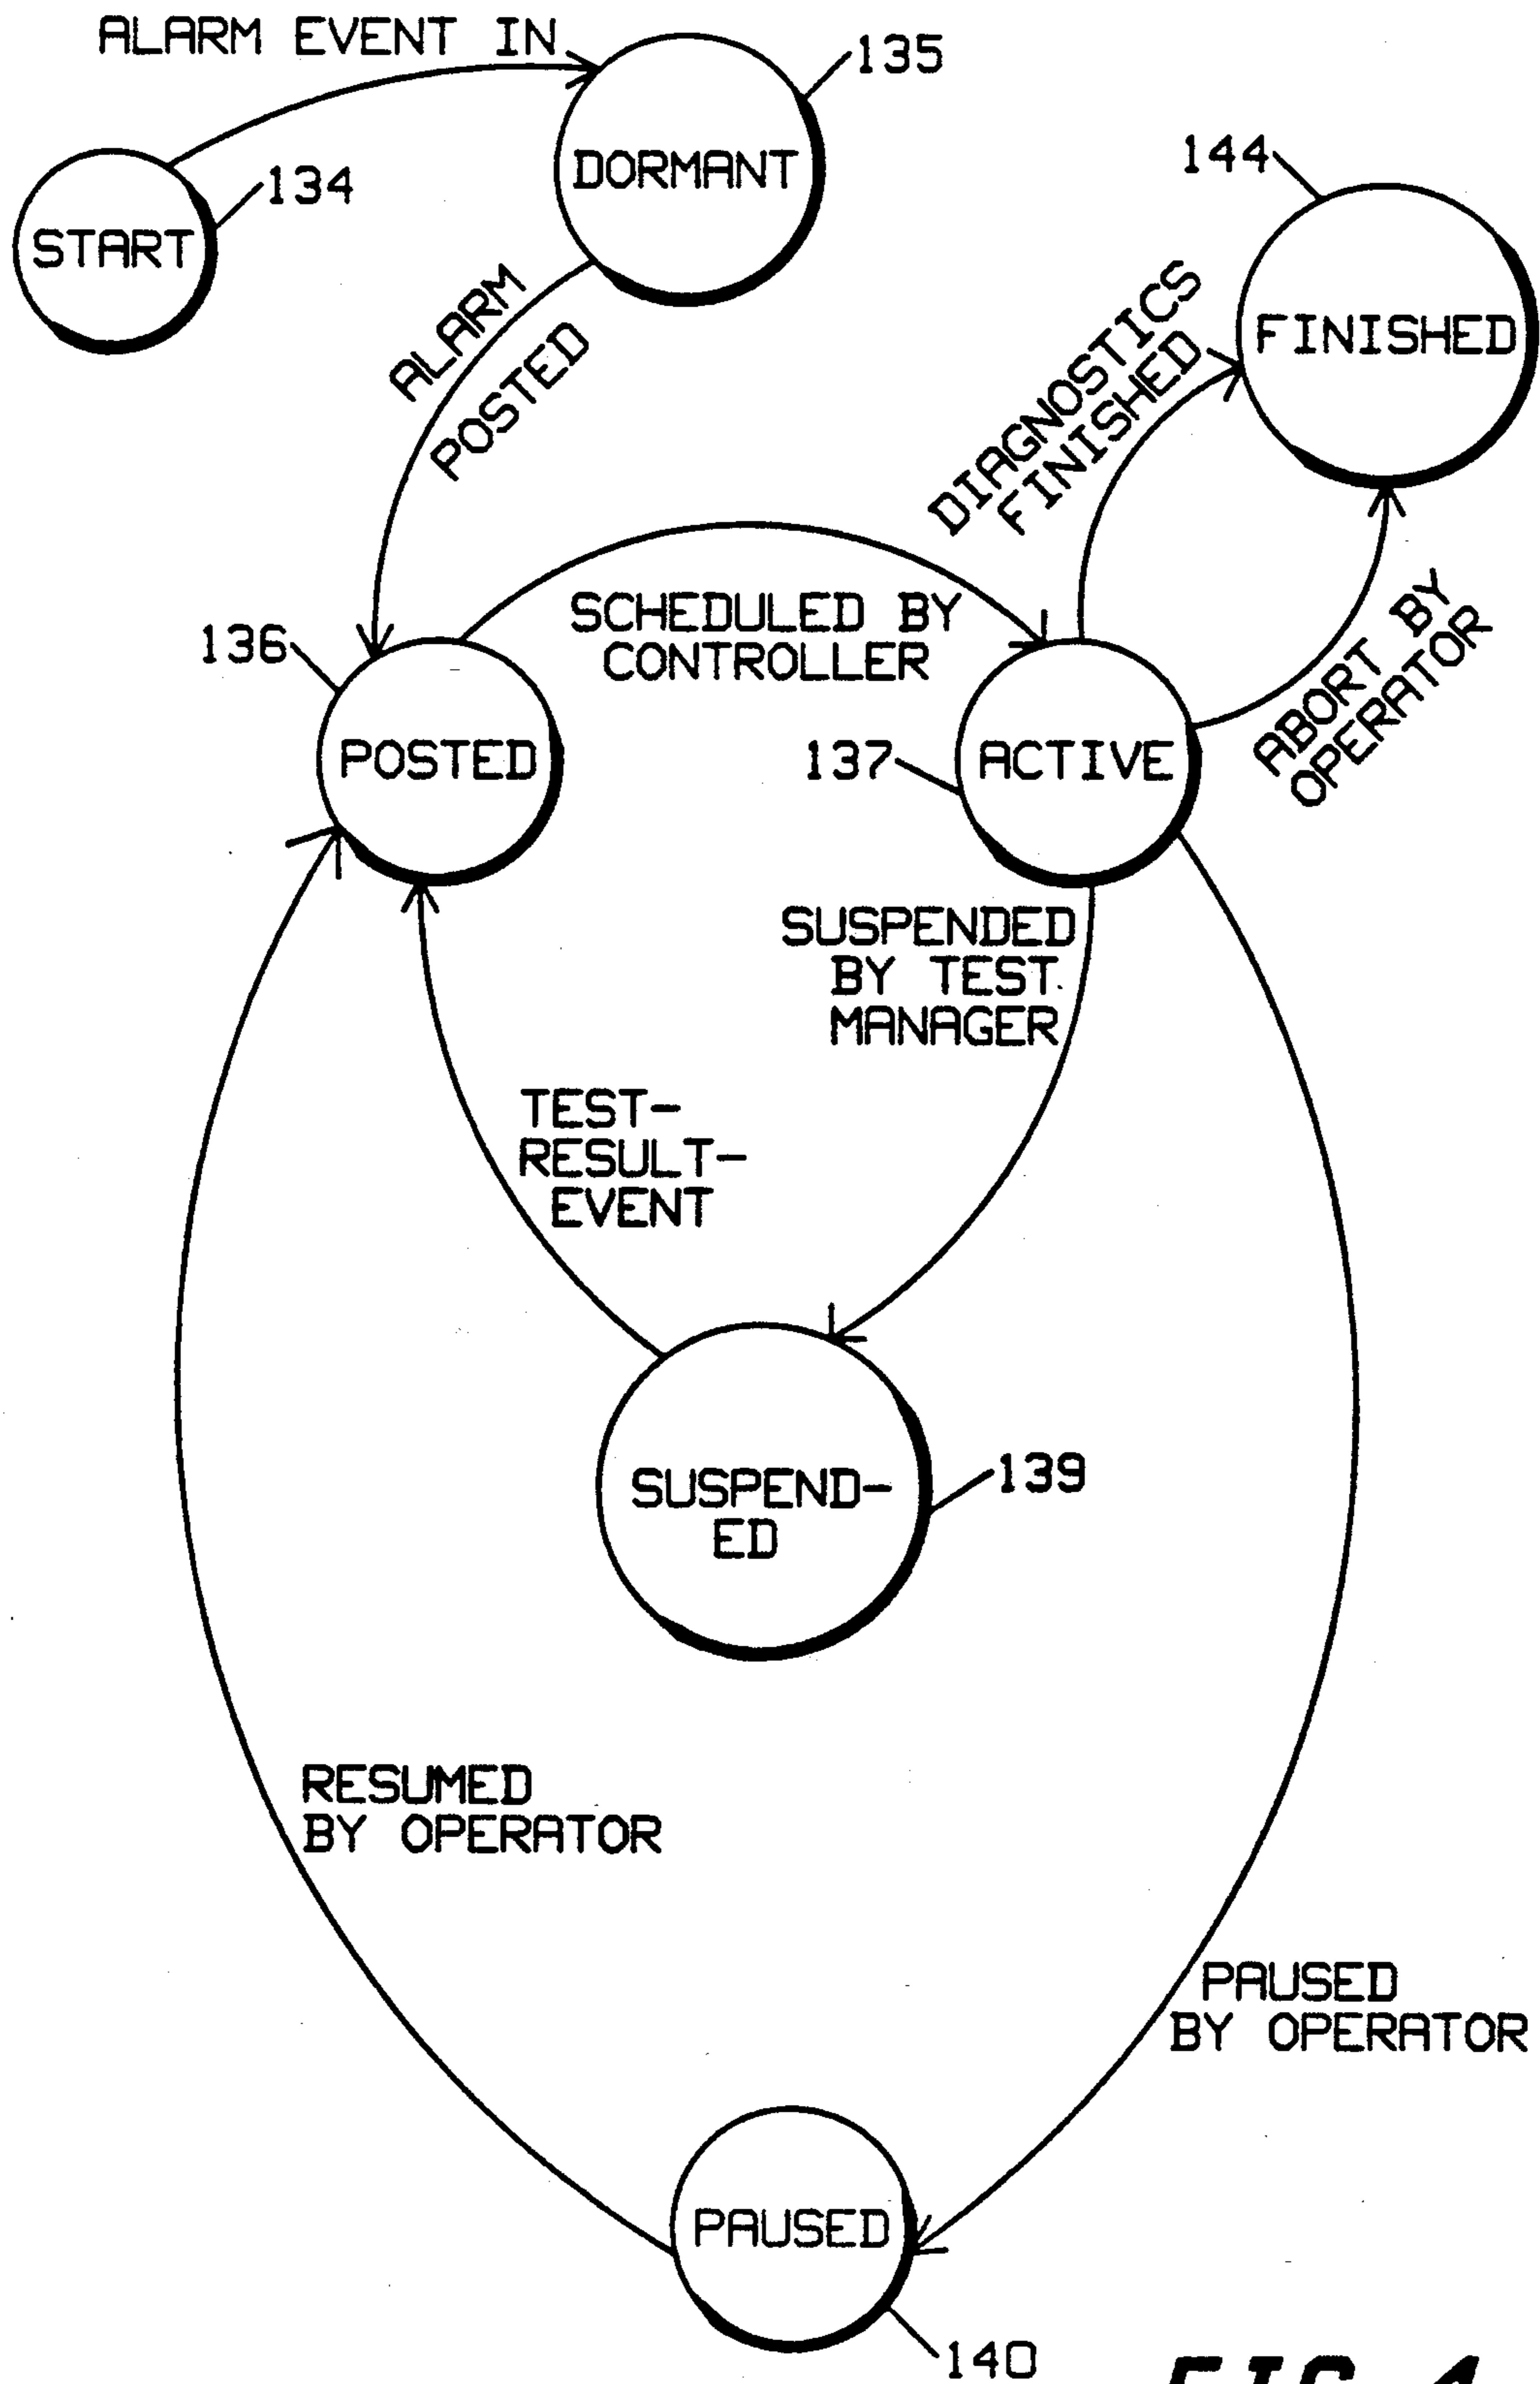 ALARM EVENT IN
135
DORMANT
134
START
144
FINISHED
ALARM
POSTED
DIAGNOSTICS
FINISHED
SCHEDULED BY
CONTROLLER
ABORT BY
OPERATOR
136
POSTED
137
ACTIVE
SUSPENDED
BY TEST
MANAGER
TEST-
RESULT-
EVENT
139
SUSPEND-
ED
RESUMED
BY OPERATOR
PAUSED
BY OPERATOR
PAUSED
140